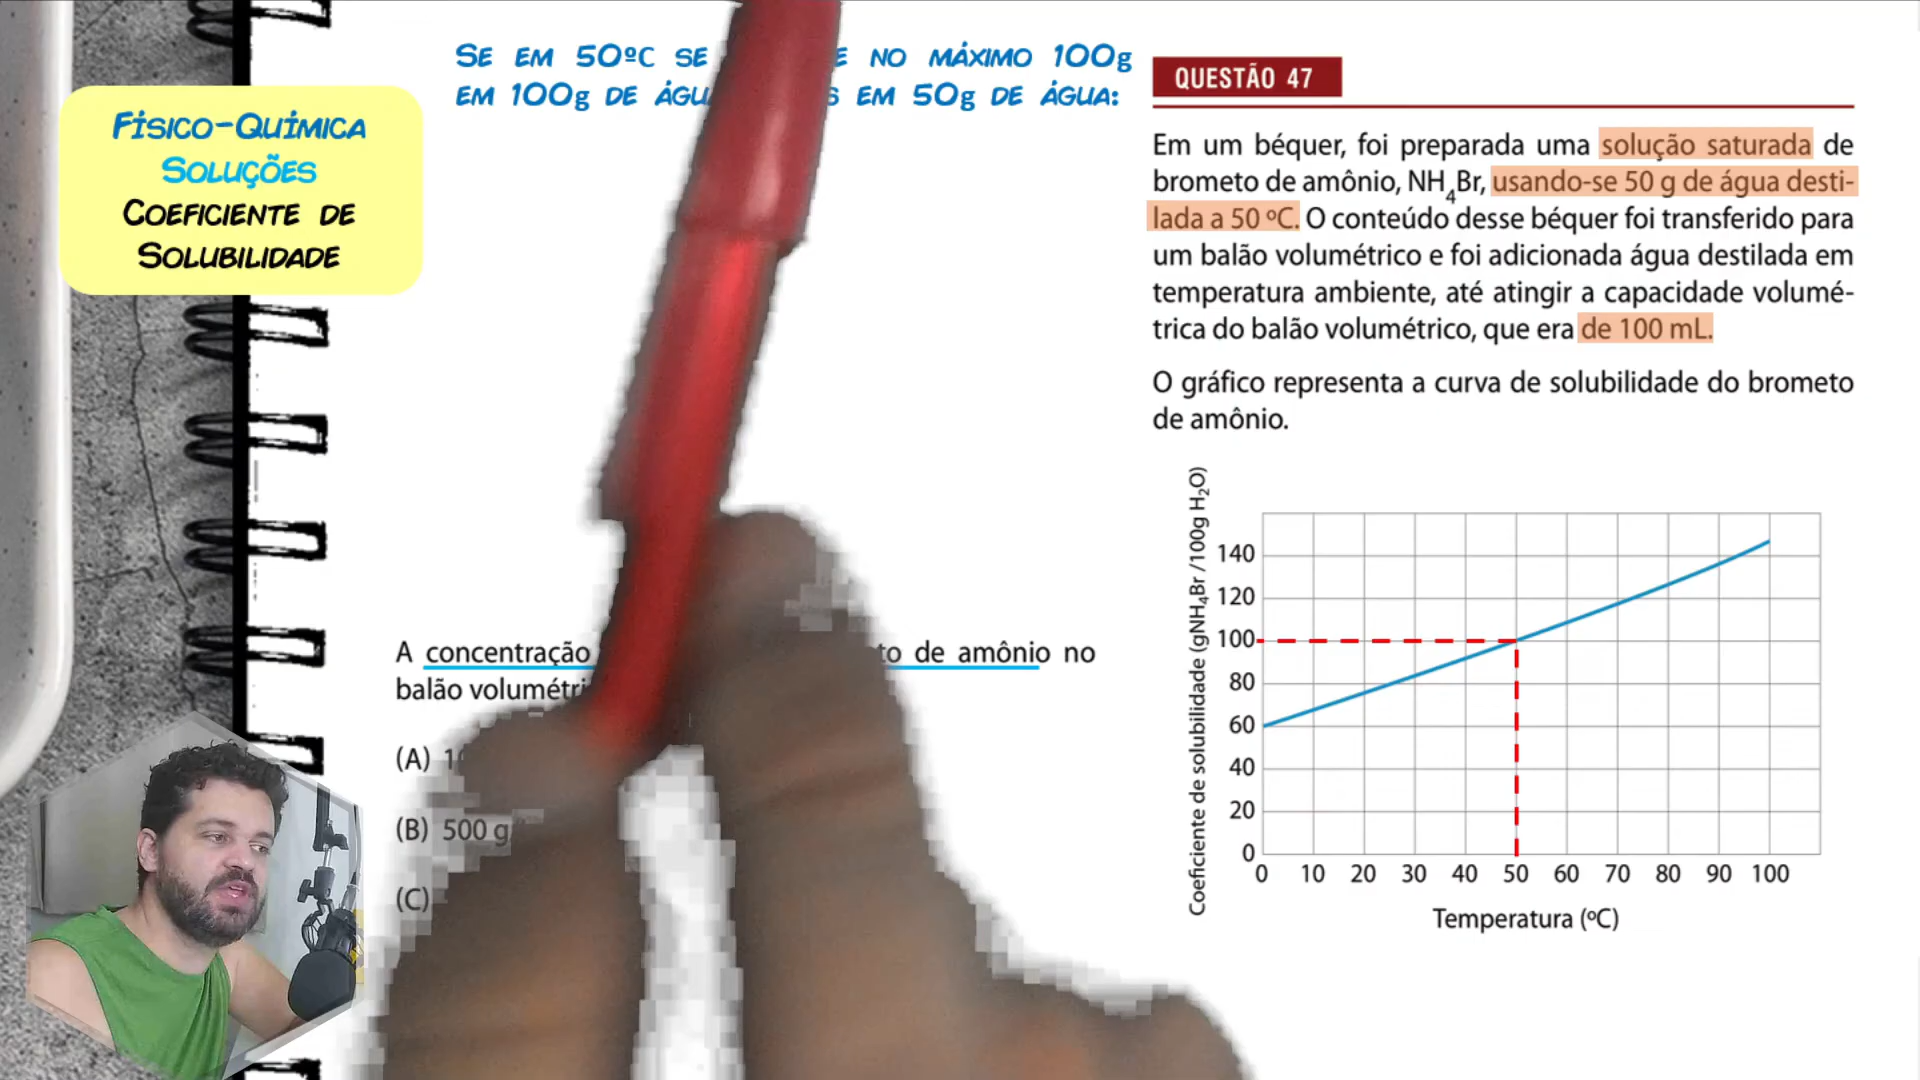 Físico-Química
Soluções
Coeficiente de
Solubilidade
Se em 50ºC se e no máximo 100g
em 100g de água s em 50g de água:
QUESTÃO 47
Em um béquer, foi preparada uma solução saturada de
brometo de amônio, NH4Br, usando-se 50 g de água desti-
lada a 50 ºC. O conteúdo desse béquer foi transferido para
um balão volumétrico e foi adicionada água destilada em
temperatura ambiente, até atingir a capacidade volumé-
trica do balão volumétrico, que era de 100 mL.
O gráfico representa a curva de solubilidade do brometo
de amônio.
Coeficiente de solubilidade (gNH4Br /100g H2O)
140
120
100
80
60
40
20
0
0 10 20 30 40 50 60 70 80 90 100
Temperatura (ºC)
A concentração to de amônio no
balão volumétri
(A)
(B) 500 g
(C)